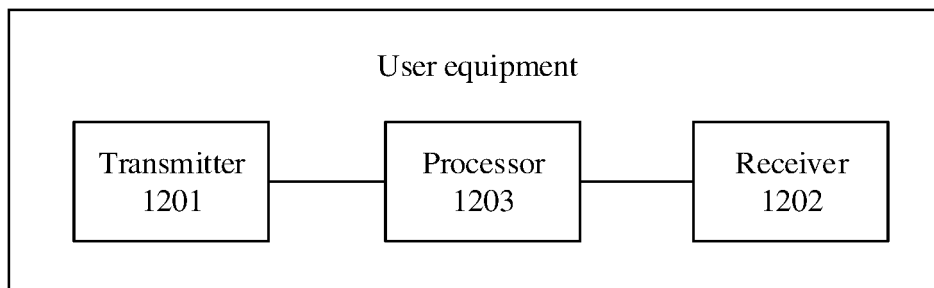 User equipment
Transmitter
1201
Processor
1203
Receiver
1202